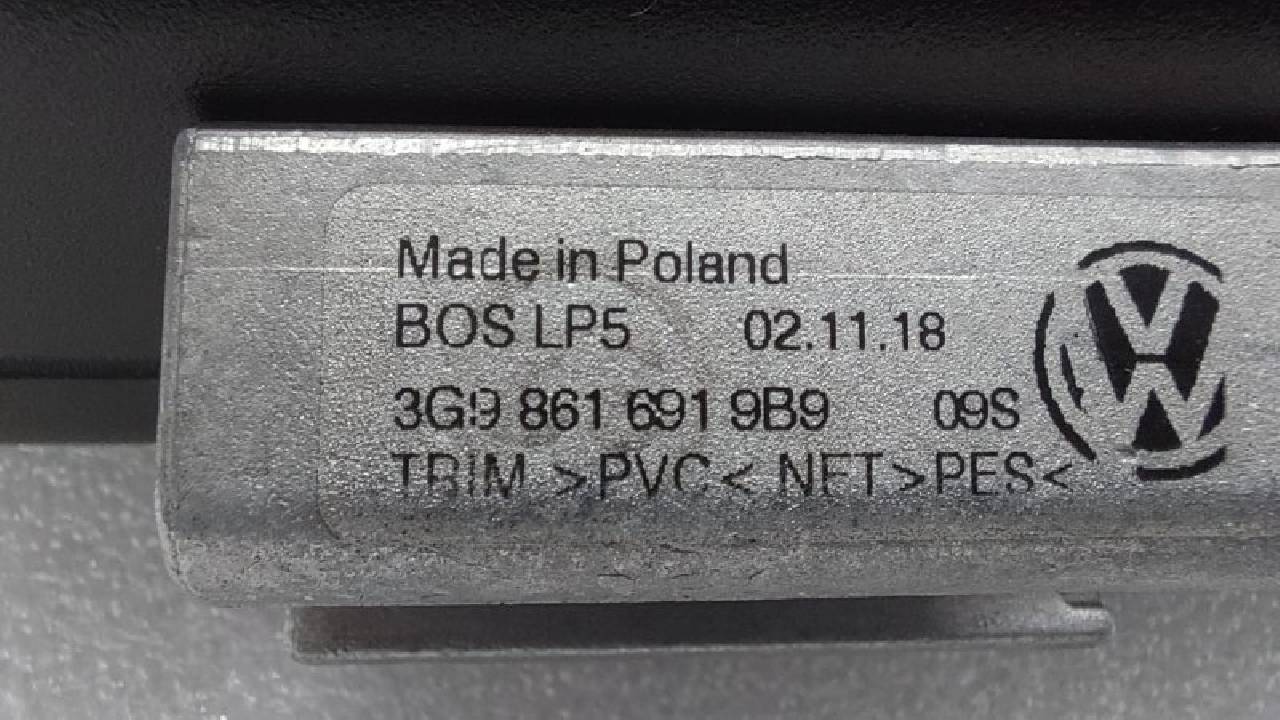 Made in Poland
BOS LP5 02.11.18
3G9 861 691 9B9 09S
TRIM >PVC< NET >PES<